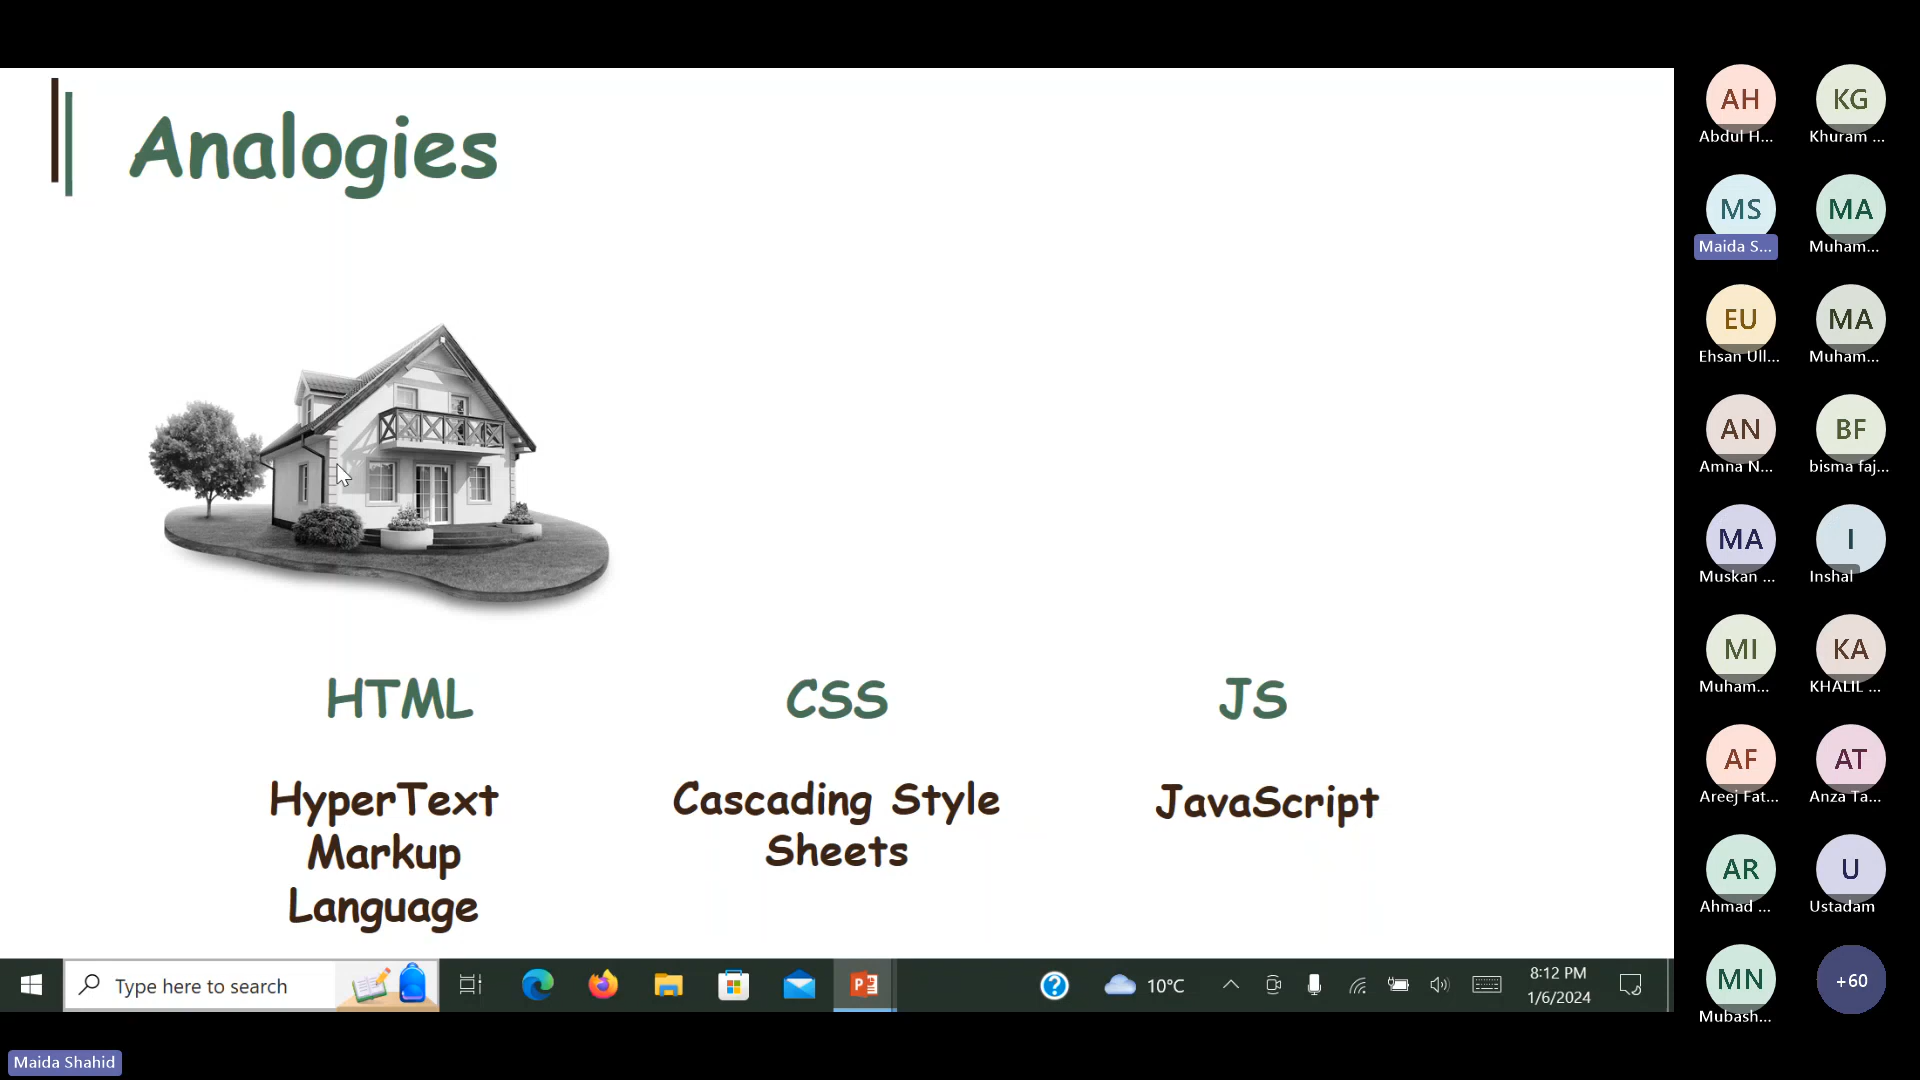 Analogies
HTML
CSS
JS
HyperText
Markup
Language
Cascading Style
Sheets
JavaScript
Type here to search
10°C
8:12 PM
1/6/2024
AH
Abdul H...
KG
Khuram ...
MS
Maida S...
MA
Muham...
EU
Ehsan Ull...
MA
Muham...
AN
Amna N...
BF
bisma faj...
MA
Muskan ...
I
Inshal
MI
Muham...
KA
KHALIL ...
AF
Areej Fat...
AT
Anza Ta...
AR
Ahmad ...
U
Ustadam
MN
Mubash...
+60
Maida Shahid